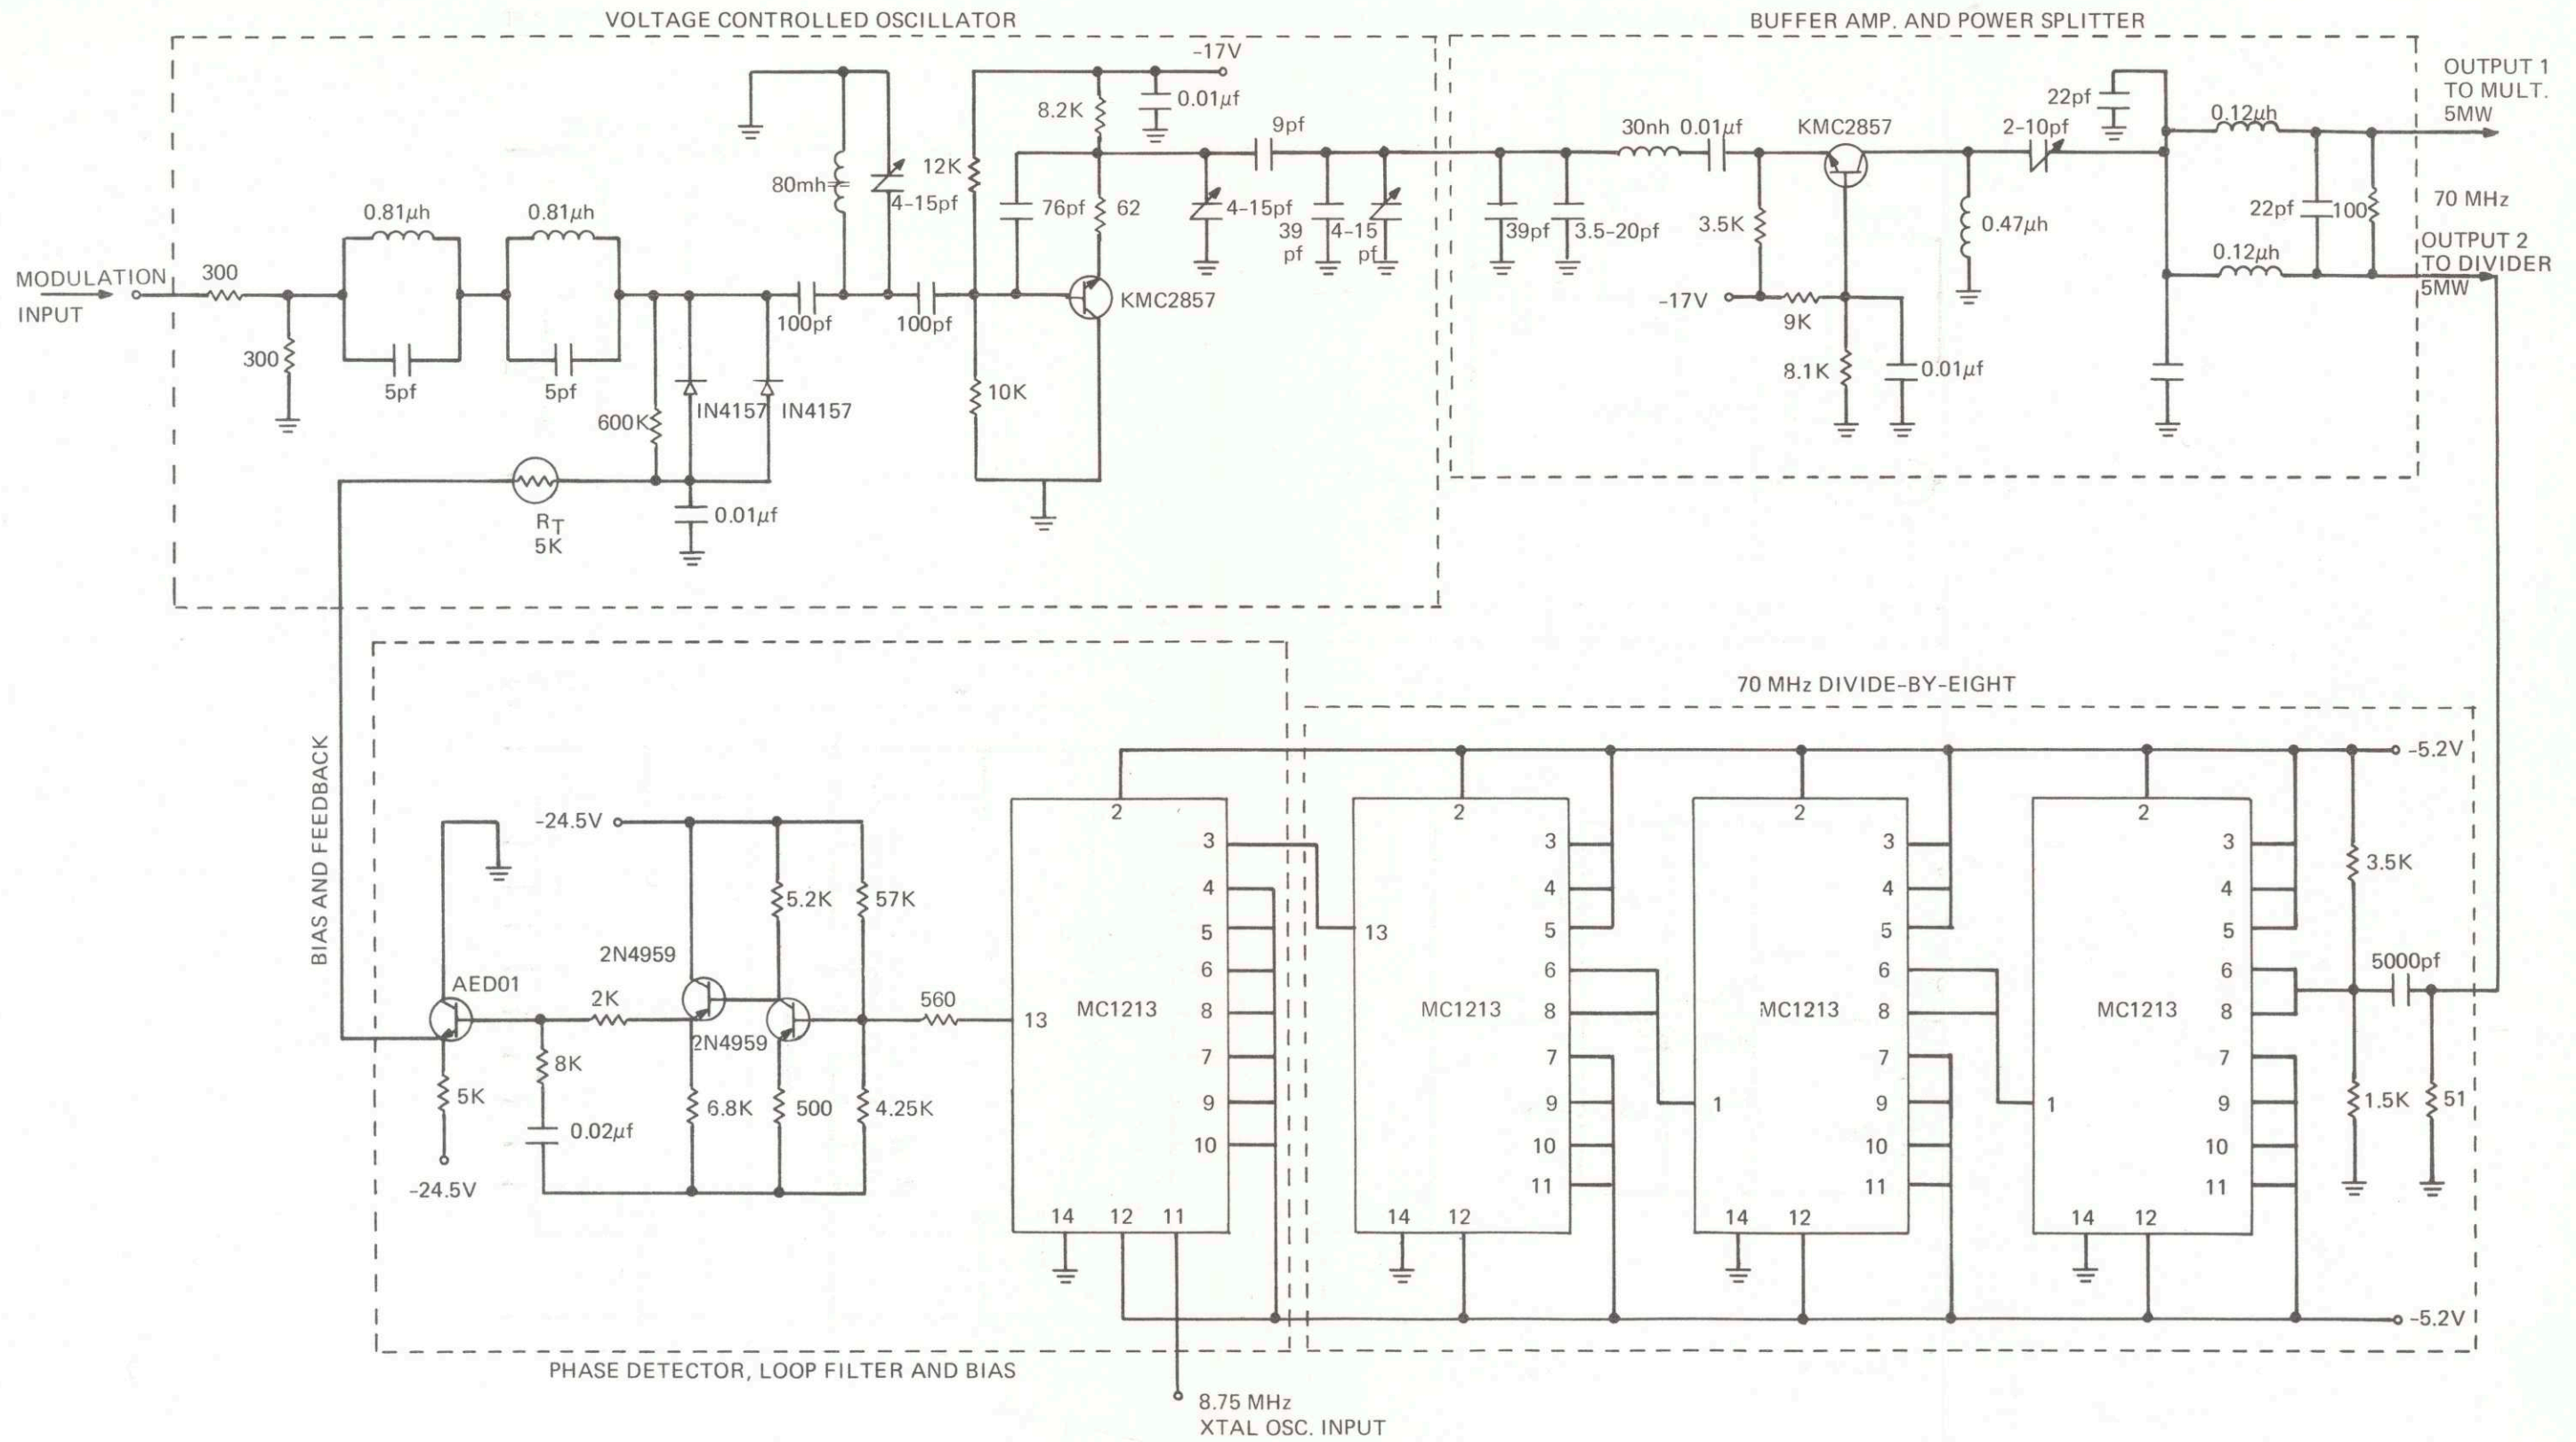 VOLTAGE CONTROLLED OSCILLATOR
BUFFER AMP. AND POWER SPLITTER
-17V
0.01µf
8.2K
12K
80mh
4-15pf
76pf
62
9pf
4-15pf
39
pf
4-15
pf
0.81µh
0.81µh
5pf
5pf
MODULATION
INPUT
300
300
100pf
100pf
KMC2857
600K
IN4157
IN4157
10K
RT
5K
0.01µf
30nh
0.01µf
KMC2857
2-10pf
22pf
0.12µh
OUTPUT 1
TO MULT.
5MW
39pf
3.5-20pf
3.5K
0.47µh
22pf
100
70 MHz
0.12µh
OUTPUT 2
TO DIVIDER
5MW
-17V
9K
8.1K
0.01µf
BIAS AND FEEDBACK
-24.5V
5.2K
57K
2N4959
AED01
2K
560
2N4959
8K
5K
6.8K
500
4.25K
0.02µf
-24.5V
2
3
4
5
6
8
7
9
10
13
MC1213
14
12
11
PHASE DETECTOR, LOOP FILTER AND BIAS
8.75 MHz
XTAL OSC. INPUT
70 MHz DIVIDE-BY-EIGHT
-5.2V
2
3
4
5
6
8
7
9
10
11
13
MC1213
14
12
2
3
4
5
6
8
7
9
10
11
1
MC1213
14
12
2
3
4
5
6
8
7
9
10
11
1
MC1213
14
12
3.5K
5000pf
1.5K
51
-5.2V